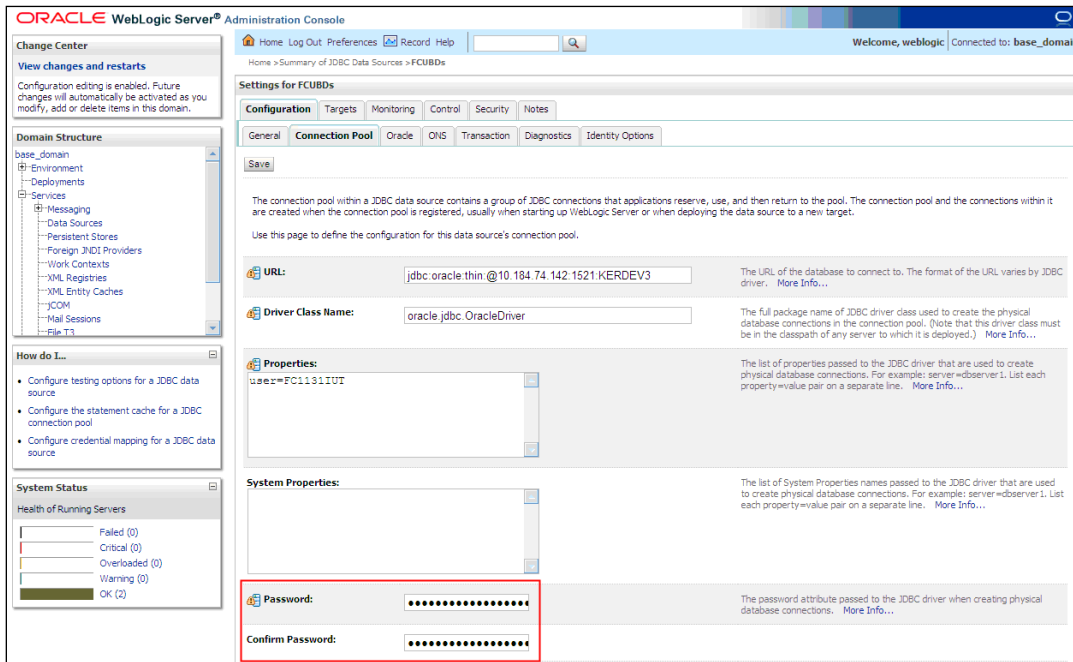 ORACLE WebLogic Server® Administration Console
Change Center
View changes and restarts
Configuration editing is enabled. Future
changes will automatically be activated as you
modify, add or delete items in this domain.
Domain Structure
base_domain
Environment
Deployments
Services
Messaging
Data Sources
Persistent Stores
Foreign JNDI Providers
Work Contexts
XML Registries
XML Entity Caches
jCOM
Mail Sessions
File T3
How do I...
Configure testing options for a JDBC data
source
Configure the statement cache for a JDBC
connection pool
Configure credential mapping for a JDBC data
source
System Status
Health of Running Servers
Failed (0)
Critical (0)
Overloaded (0)
Warning (0)
OK (2)
Home Log Out Preferences Record Help
Welcome, weblogic Connected to: base_domai
Home >Summary of JDBC Data Sources >FCUBDs
Settings for FCUBDs
Configuration Targets Monitoring Control Security Notes
General Connection Pool Oracle ONS Transaction Diagnostics Identity Options
Save
The connection pool within a JDBC data source contains a group of JDBC connections that applications reserve, use, and then return to the pool. The connection pool and the connections within it
are created when the connection pool is registered, usually when starting up WebLogic Server or when deploying the data source to a new target.
Use this page to define the configuration for this data source's connection pool.
URL: jdbc:oracle:thin:@10.184.74.142:1521:KERDEV3
The URL of the database to connect to. The format of the URL varies by JDBC
driver. More Info...
Driver Class Name: oracle.jdbc.OracleDriver
The full package name of JDBC driver class used to create the physical
database connections in the connection pool. (Note that this driver class must
be in the classpath of any server to which it is deployed.) More Info...
Properties:
user=FC1131IUT
The list of properties passed to the JDBC driver that are used to create
physical database connections. For example: server=dbserver1. List each
property=value pair on a separate line. More Info...
System Properties:
The list of System Properties names passed to the JDBC driver that are used
to create physical database connections. For example: server=dbserver1. List
each property=value pair on a separate line. More Info...
Password:
The password attribute passed to the JDBC driver when creating physical
database connections. More Info...
Confirm Password: